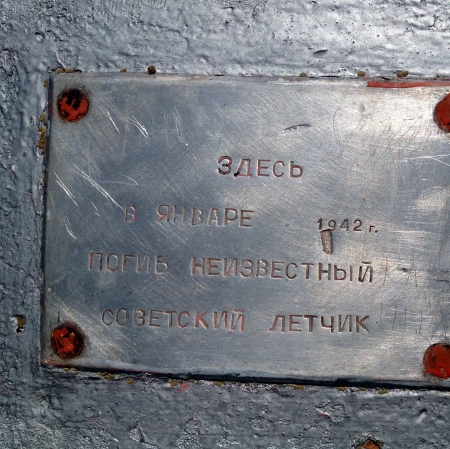 ЗДЕСЬ
В ЯНВАРЕ 1942 г.
ПОГИБ НЕИЗВЕСТНЫЙ
СОВЕТСКИЙ ЛЕТЧИК